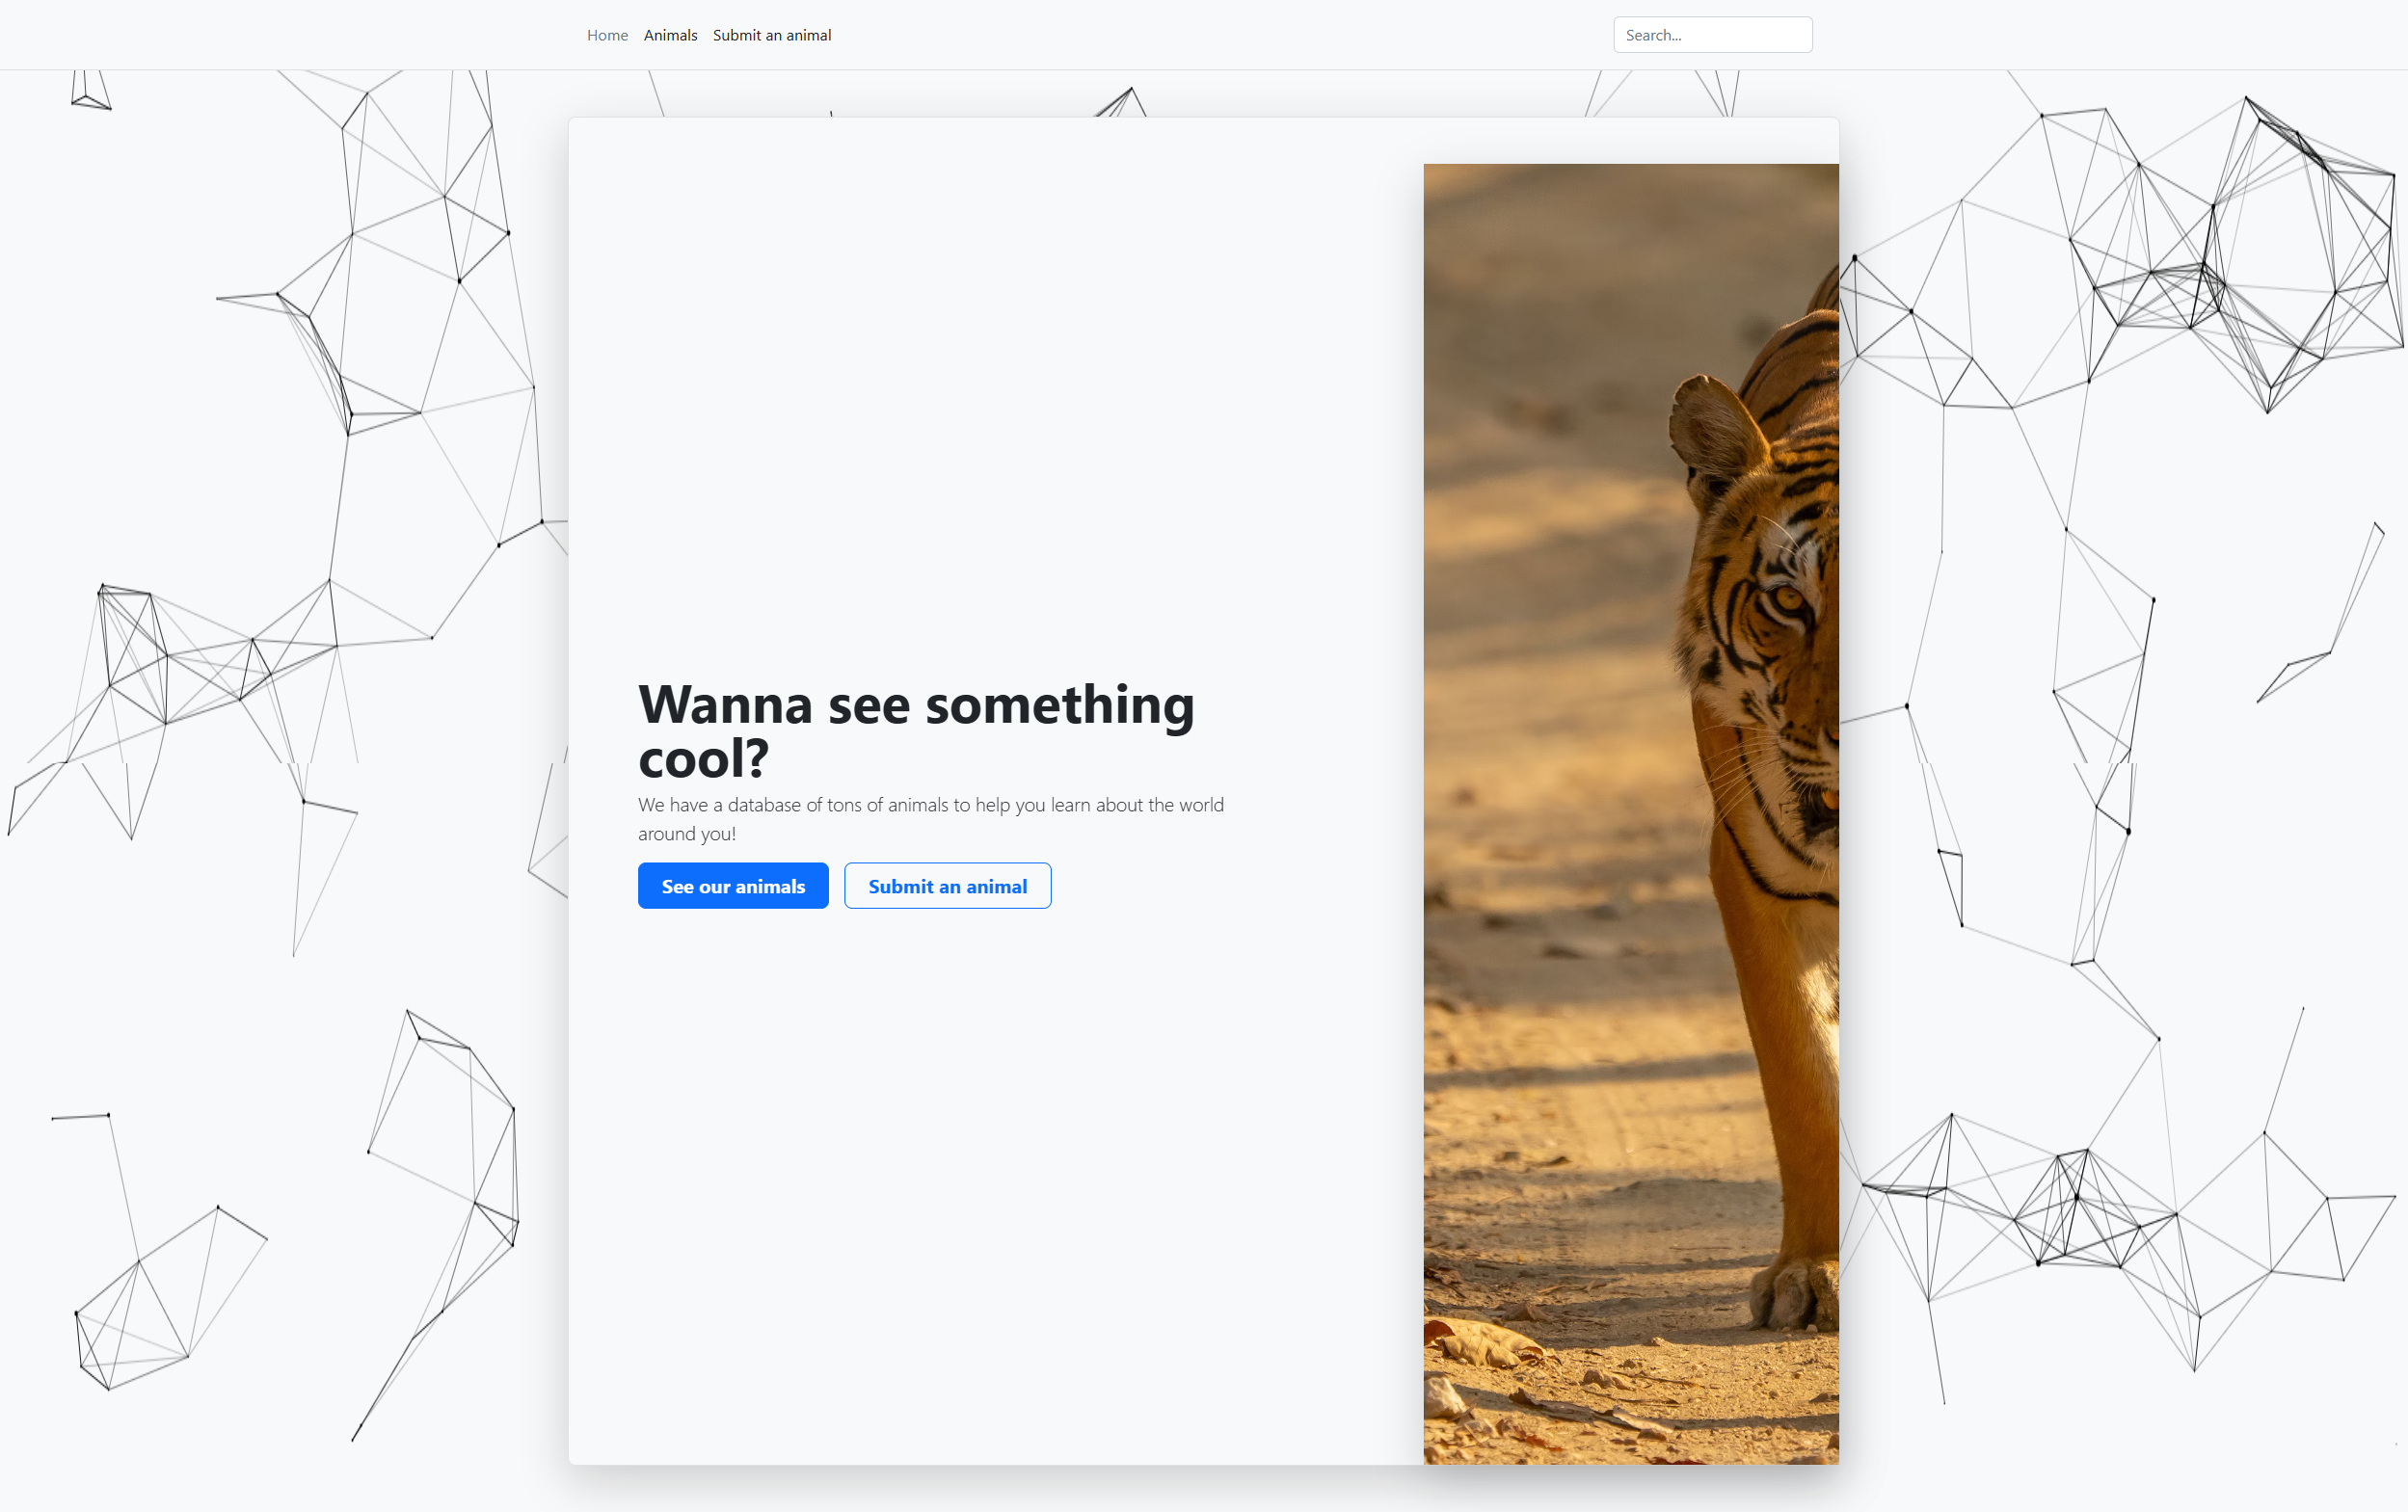 Home Animals Submit an animal Search...
Wanna see something
cool?
We have a database of tons of animals to help you learn about the world
around you!
See our animals Submit an animal